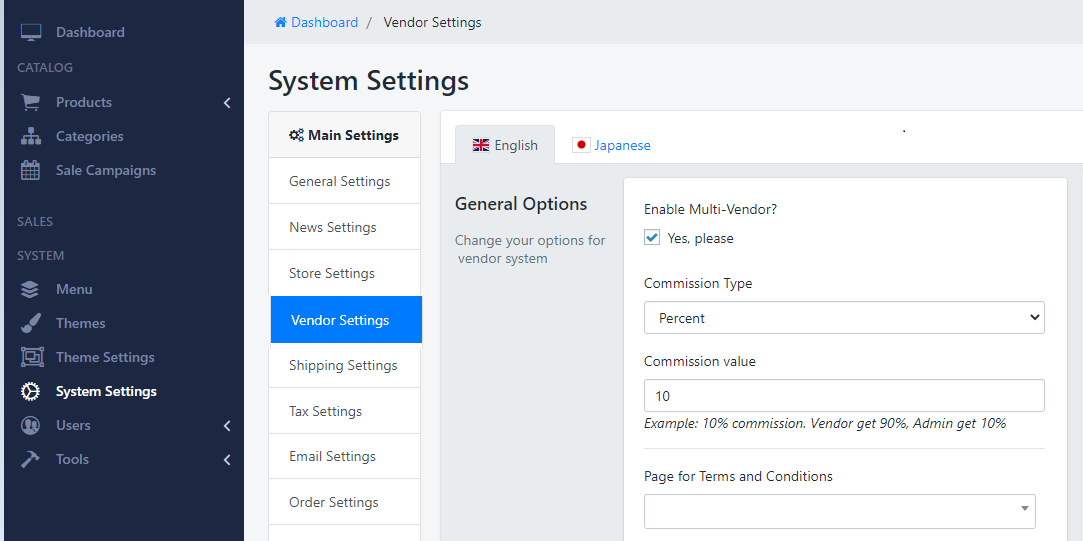 Dashboard
CATALOG
Products
Categories
Sale Campaigns
SALES
SYSTEM
Menu
Themes
Theme Settings
System Settings
Users
Tools
Dashboard / Vendor Settings
System Settings
Main Settings
General Settings
News Settings
Store Settings
Vendor Settings
Shipping Settings
Tax Settings
Email Settings
Order Settings
English Japanese
General Options
Change your options for
vendor system
Enable Multi-Vendor?
Yes, please
Commission Type
Percent
Commission value
10
Example: 10% commission. Vendor get 90%, Admin get 10%
Page for Terms and Conditions